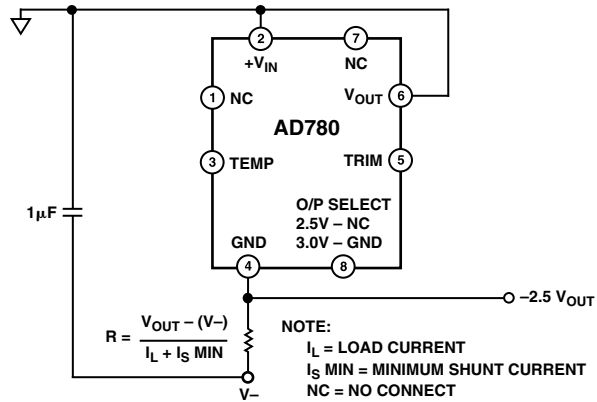 2
7
+VIN
NC
1
NC
VOUT
6
AD780
3
TEMP
TRIM
5
1μF
O/P SELECT
2.5V – NC
3.0V – GND
GND
4
8
–2.5 VOUT
R = VOUT – (V–)
IL + IS MIN
NOTE:
IL = LOAD CURRENT
IS MIN = MINIMUM SHUNT CURRENT
NC = NO CONNECT
V–